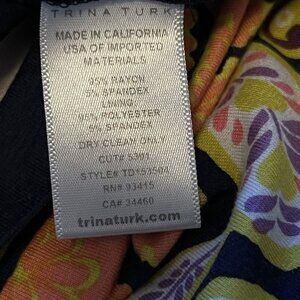 TRINA TURK
MADE IN CALIFORNIA
USA OF IMPORTED
MATERIALS
95% RAYON
5% SPANDEX
LINING
95% POLYESTER
5% SPANDEX
DRY CLEAN ONLY
CUT# 5391
STYLE# TD153504
RN# 93415
CA# 34460
trinaturk.com